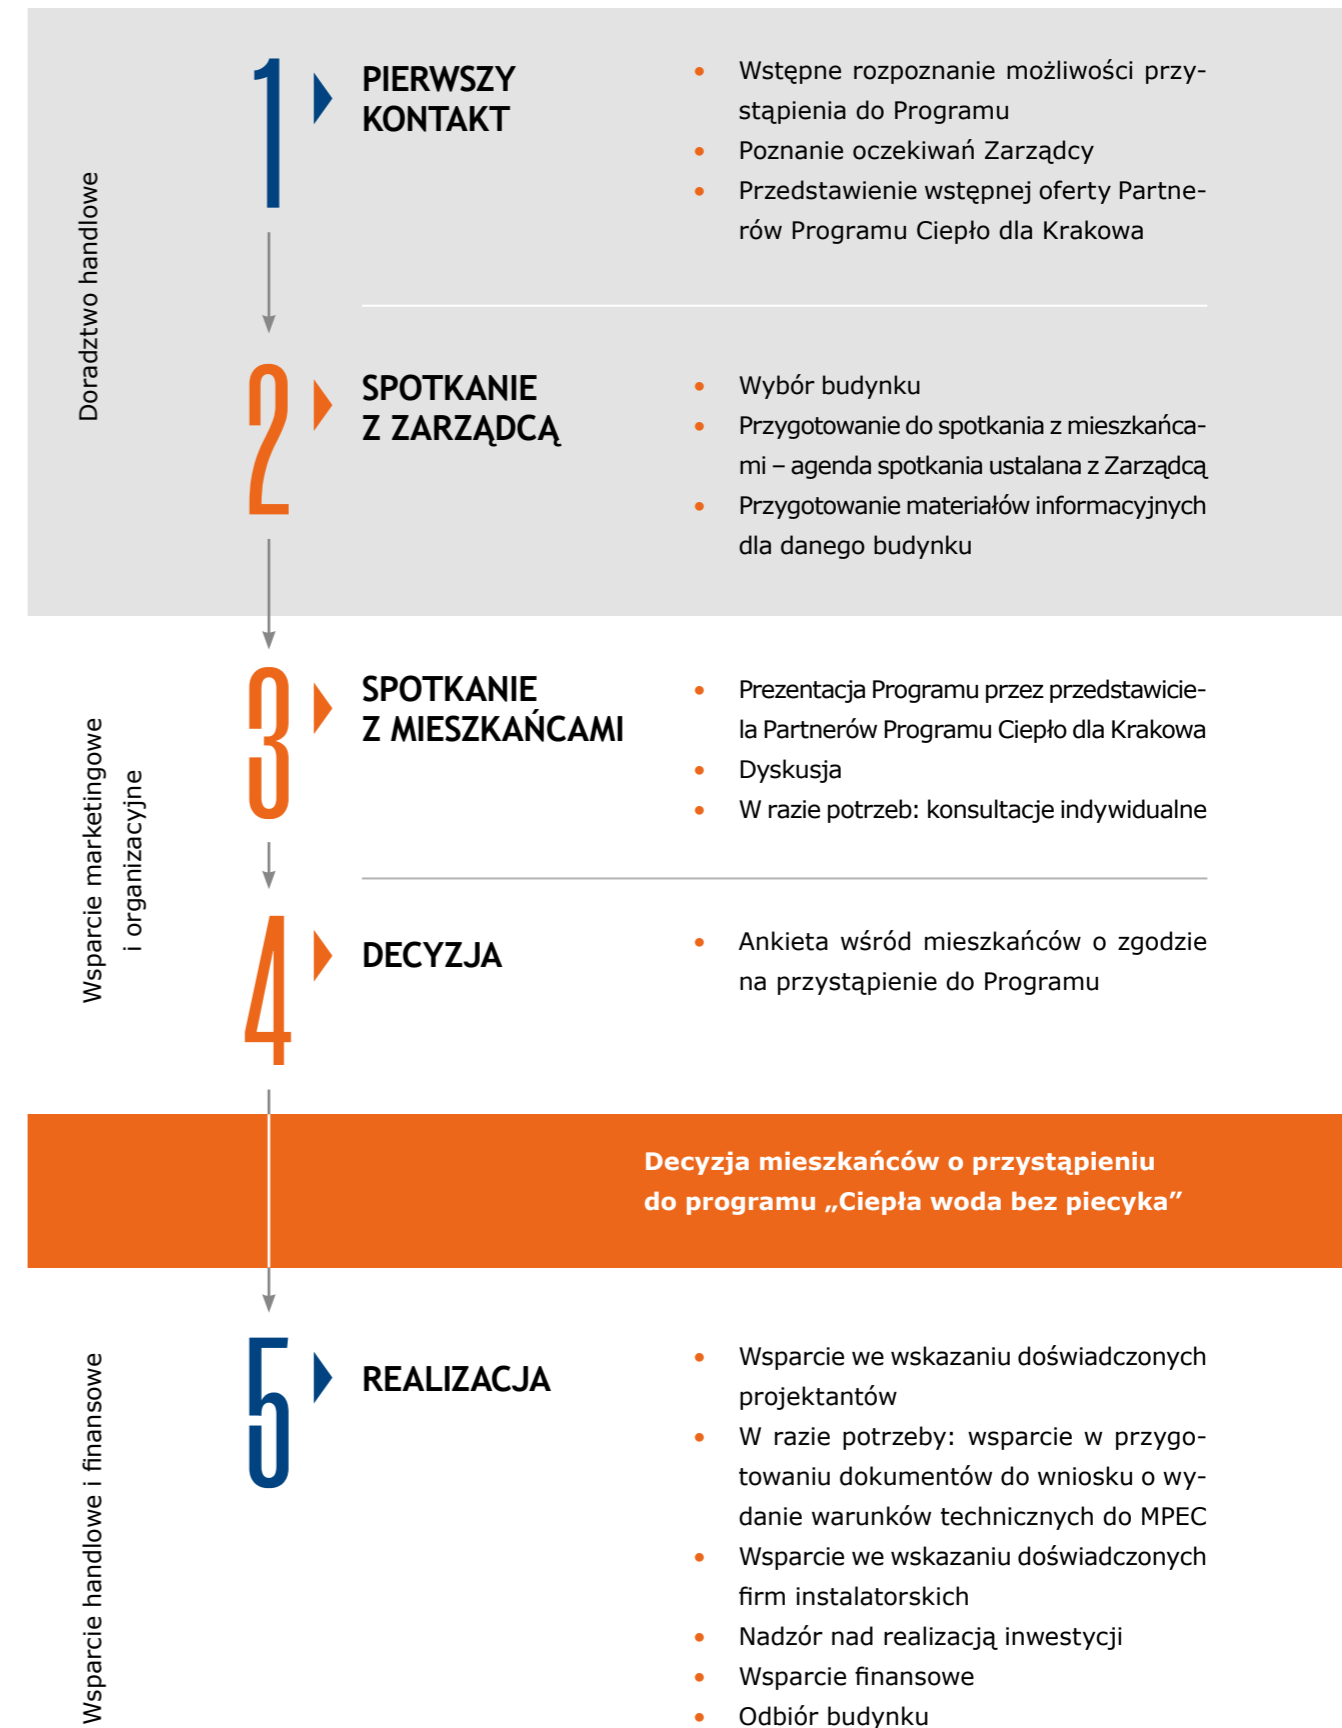 Doradztwo handlowe
1
PIERWSZY
KONTAKT
• Wstępne rozpoznanie możliwości przy-
stąpienia do Programu
• Poznanie oczekiwań Zarządcy
• Przedstawienie wstępnej oferty Partne-
rów Programu Ciepło dla Krakowa
2
SPOTKANIE
Z ZARZĄDCĄ
• Wybór budynku
• Przygotowanie do spotkania z mieszkańca-
mi – agenda spotkania ustalana z Zarządcą
• Przygotowanie materiałów informacyjnych
dla danego budynku
Wsparcie marketingowe
i organizacyjne
3
SPOTKANIE
Z MIESZKAŃCAMI
• Prezentacja Programu przez przedstawicie-
la Partnerów Programu Ciepło dla Krakowa
• Dyskusja
• W razie potrzeb: konsultacje indywidualne
4
DECYZJA
• Ankieta wśród mieszkańców o zgodzie
na przystąpienie do Programu
Decyzja mieszkańców o przystąpieniu
do programu „Ciepła woda bez piecyka”
Wsparcie handlowe i finansowe
5
REALIZACJA
• Wsparcie we wskazaniu doświadczonych
projektantów
• W razie potrzeby: wsparcie w przygo-
towaniu dokumentów do wniosku o wy-
danie warunków technicznych do MPEC
• Wsparcie we wskazaniu doświadczonych
firm instalatorskich
• Nadzór nad realizacją inwestycji
• Wsparcie finansowe
• Odbiór budynku